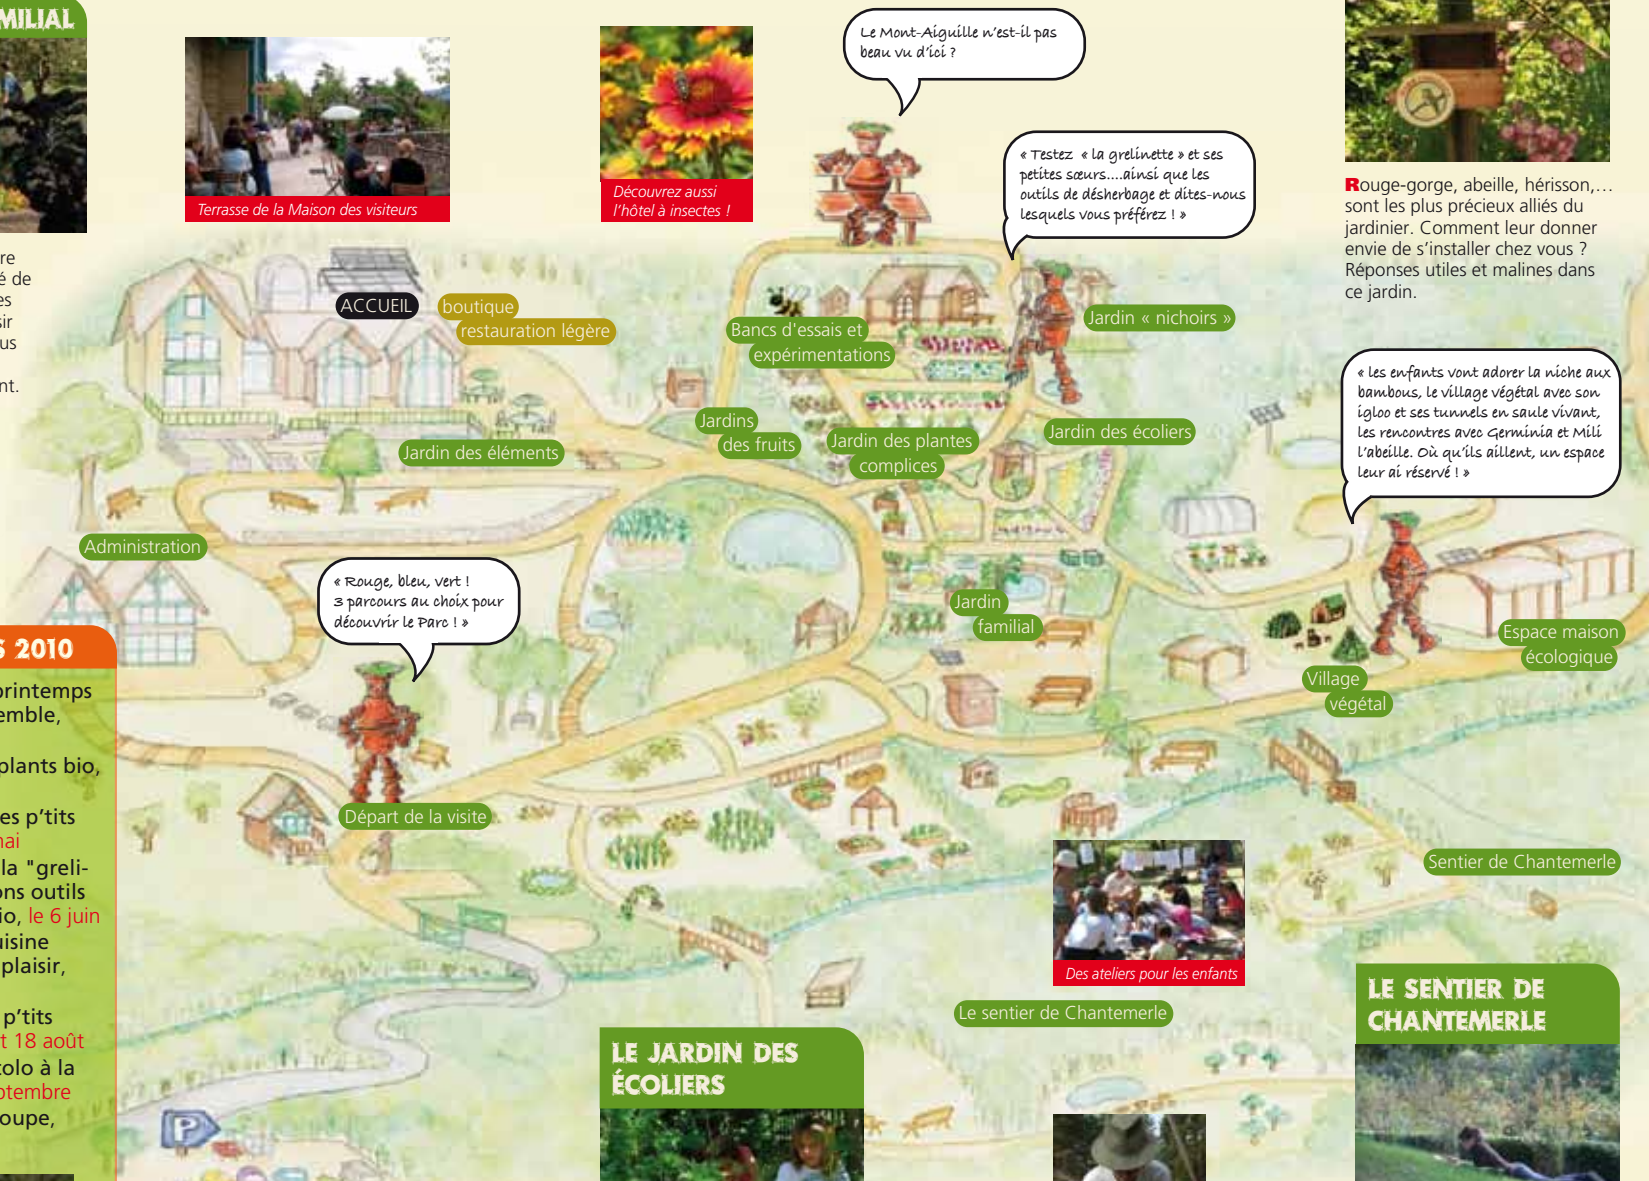 MILIAL
Terrasse de la Maison des visiteurs
Découvrez aussi
l'hôtel à insectes !
Le Mont-Aiguille n'est-il pas
beau vu d'ici ?
« Testez « la grelinette » et ses
petites sœurs....ainsi que les
outils de désherbage et dites-nous
lesquels vous préférez ! »
Rouge-gorge, abeille, hérisson,...
sont les plus précieux alliés du
jardinier. Comment leur donner
envie de s'installer chez vous ?
Réponses utiles et malines dans
ce jardin.
re
é de
es
sir
us
nt.
ACCUEIL
boutique
restauration légère
Bancs d'essais et
expérimentations
Jardin « nichoirs »
« les enfants vont adorer la niche aux
bambous, le village végétal avec son
igloo et ses tunnels en saule vivant,
les rencontres avec Germinia et Mili
l'abeille. Où qu'ils aillent, un espace
leur ai réservé ! »
Jardins
des fruits
Jardin des plantes
complices
Jardin des écoliers
Jardin des éléments
Administration
« Rouge, bleu, vert !
3 parcours au choix pour
découvrir le Parc ! »
Jardin
familial
Espace maison
écologique
Village
végétal
S 2010
printemps
emble,
plants bio,
es p'tits
mai
la "greli-
ons outils
io, le 6 juin
uisine
plaisir,
p'tits
t 18 août
colo à la
ptembre
oupe,
Départ de la visite
Sentier de Chantemerle
Des ateliers pour les enfants
Le sentier de Chantemerle
LE SENTIER DE
CHANTEMERLE
LE JARDIN DES
ÉCOLIERS
P